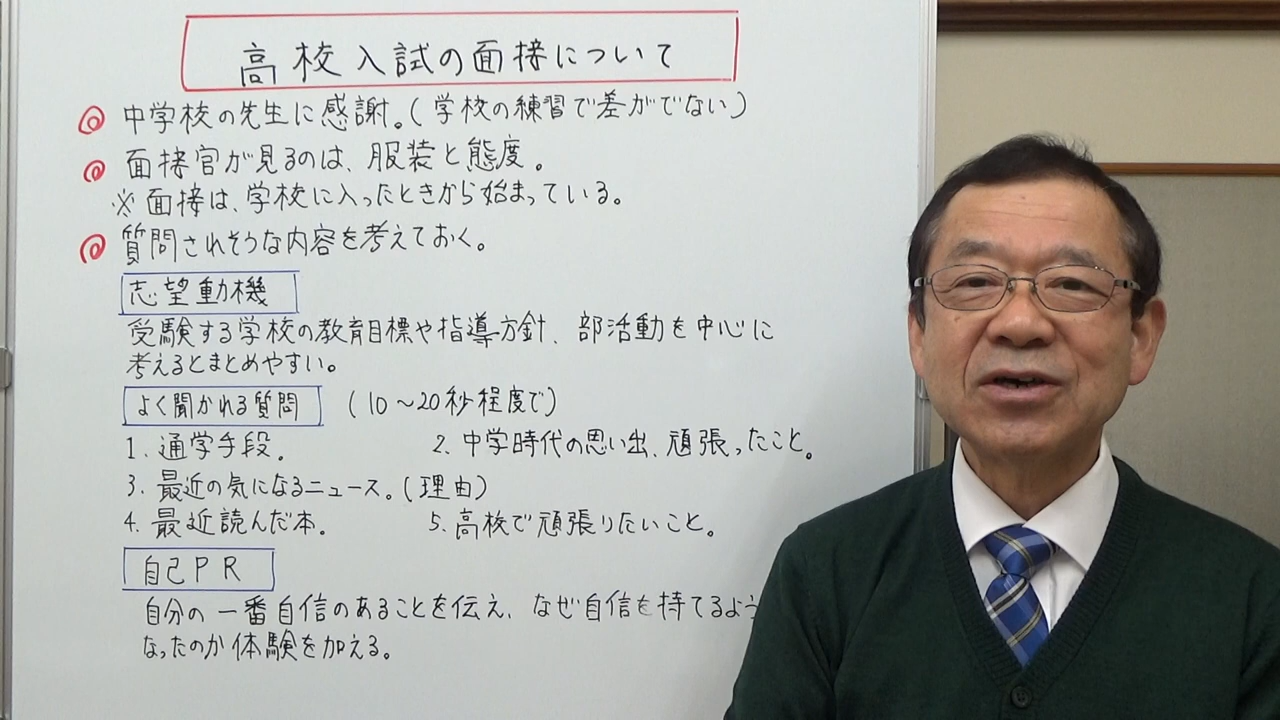 高校入試の面接について
◎ 中学校の先生に感謝。(学校の練習で差がでない)
◎ 面接官が見るのは、服装と態度。
※面接は、学校に入ったときから始まっている。
◎ 質問されそうな内容を考えておく。
志望動機
受験する学校の教育目標や指導方針、部活動を中心に
考えるとまとめやすい。
よく聞かれる質問 (10~20秒程度で)
1. 通学手段。 2. 中学時代の思い出、頑張ったこと。
3. 最近の気になるニュース。(理由)
4. 最近読んだ本。 5. 高校で頑張りたいこと。
自己PR
自分の一番自信のあることを伝え、なぜ自信を持てるよう
なったのか体験を加える。